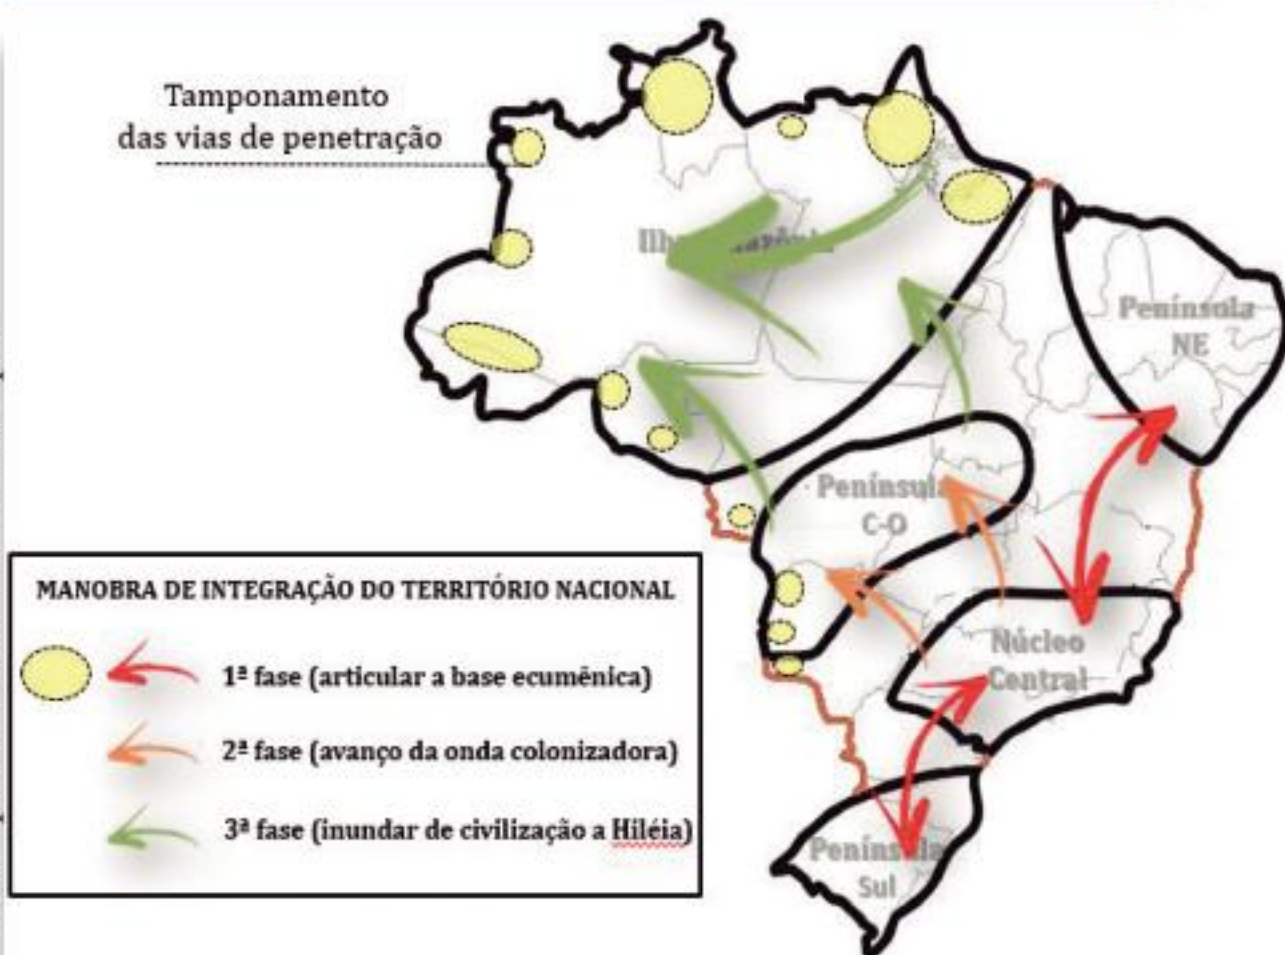 Tamponamento
das vias de penetração
Península
NE
Península
C-O
MANOBRA DE INTEGRAÇÃO DO TERRITÓRIO NACIONAL
1ª fase (articular a base ecumênica)
2ª fase (avanço da onda colonizadora)
3ª fase (inundar de civilização a Hiléia)
Núcleo
Central
Península
Sul